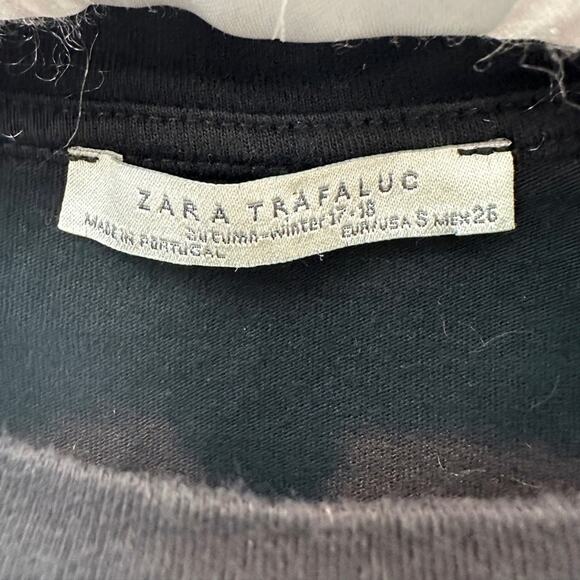 ZARA TRAFALUC
autumn-winter 17-18
MADE IN PORTUGAL EUR/USA S MEX 26